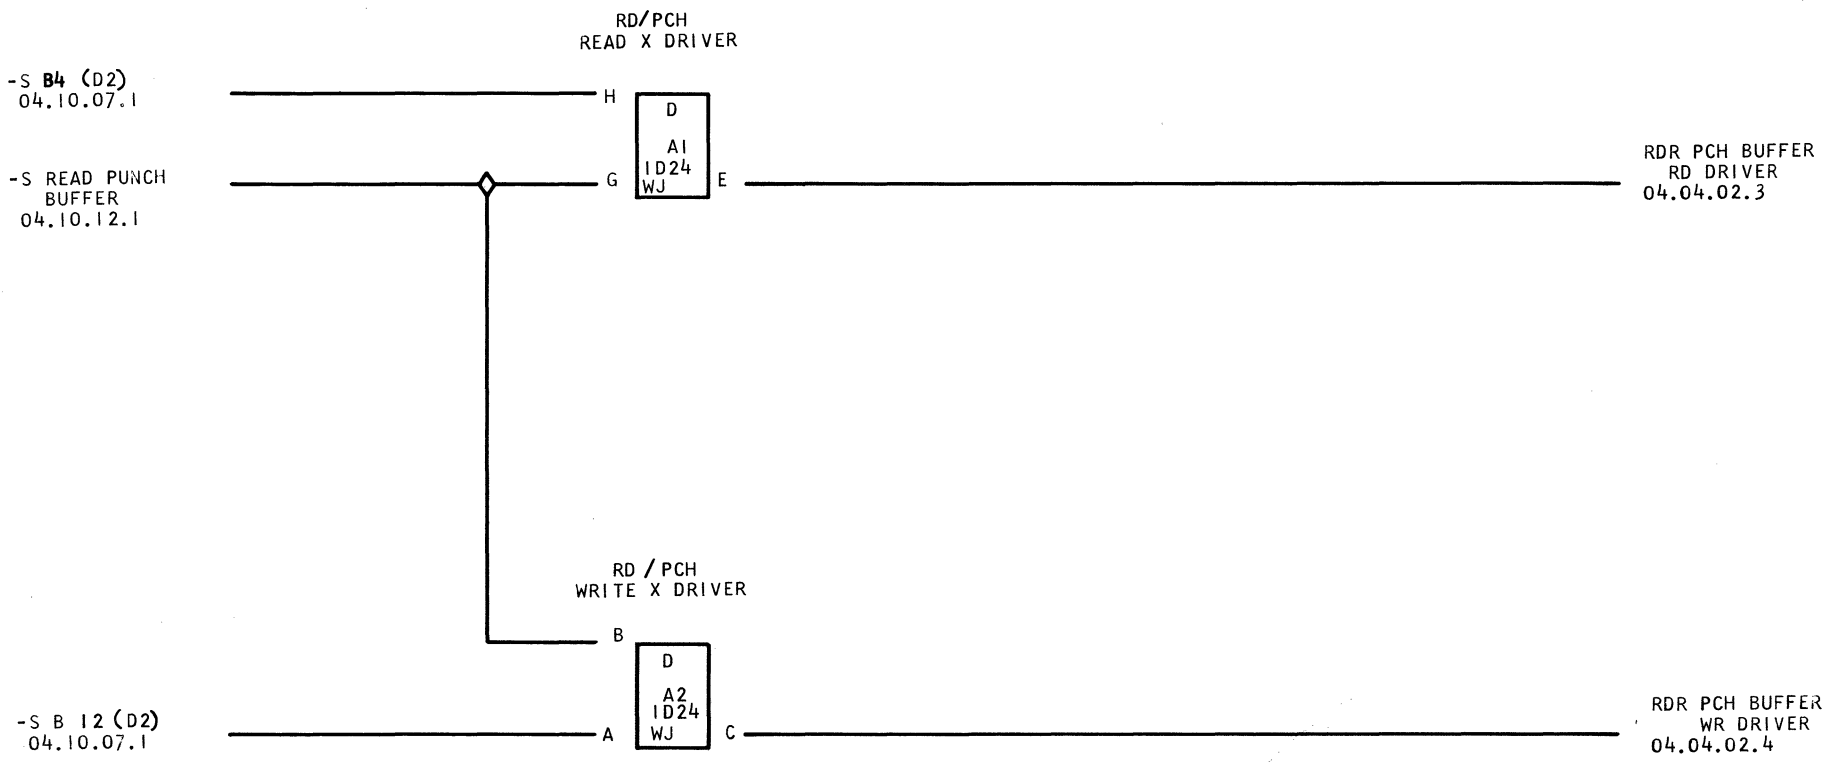 RD/PCH
READ X DRIVER
-S B4 (D2)
04.10.07.1
H
D
A1
1D24
WJ
-S READ PUNCH
BUFFER
04.10.12.1
G
E
RDR PCH BUFFER
RD DRIVER
04.04.02.3
RD/PCH
WRITE X DRIVER
B
D
A2
1D24
WJ
-S B 12 (D2)
04.10.07.1
A
C
RDR PCH BUFFER
WR DRIVER
04.04.02.4